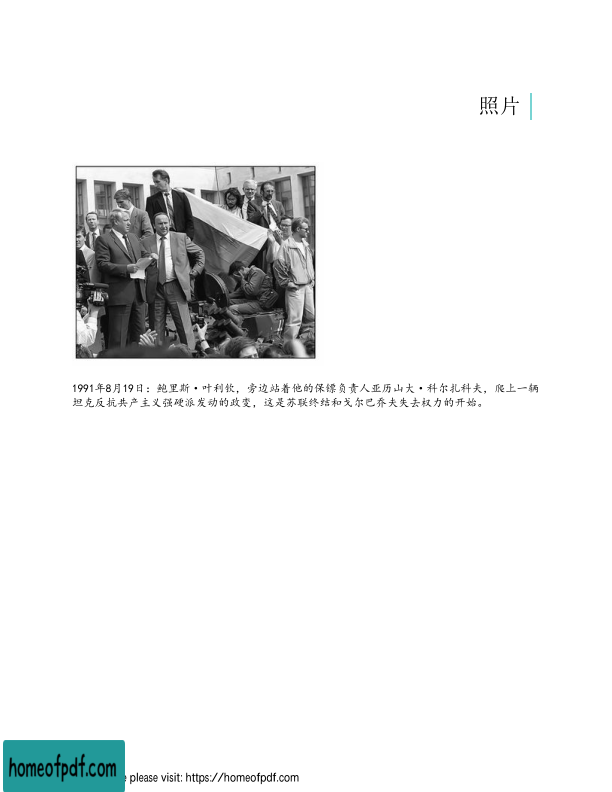 照片
1991年8月19日：鲍里斯·叶利钦，旁边站着他的保镖负责人亚历山大·科尔扎科夫，爬上一辆
坦克反抗共产主义强硬派发动的政变，这是苏联终结和戈尔巴乔夫失去权力的开始。
homeofpdf.com
e please visit: https://homeofpdf.com